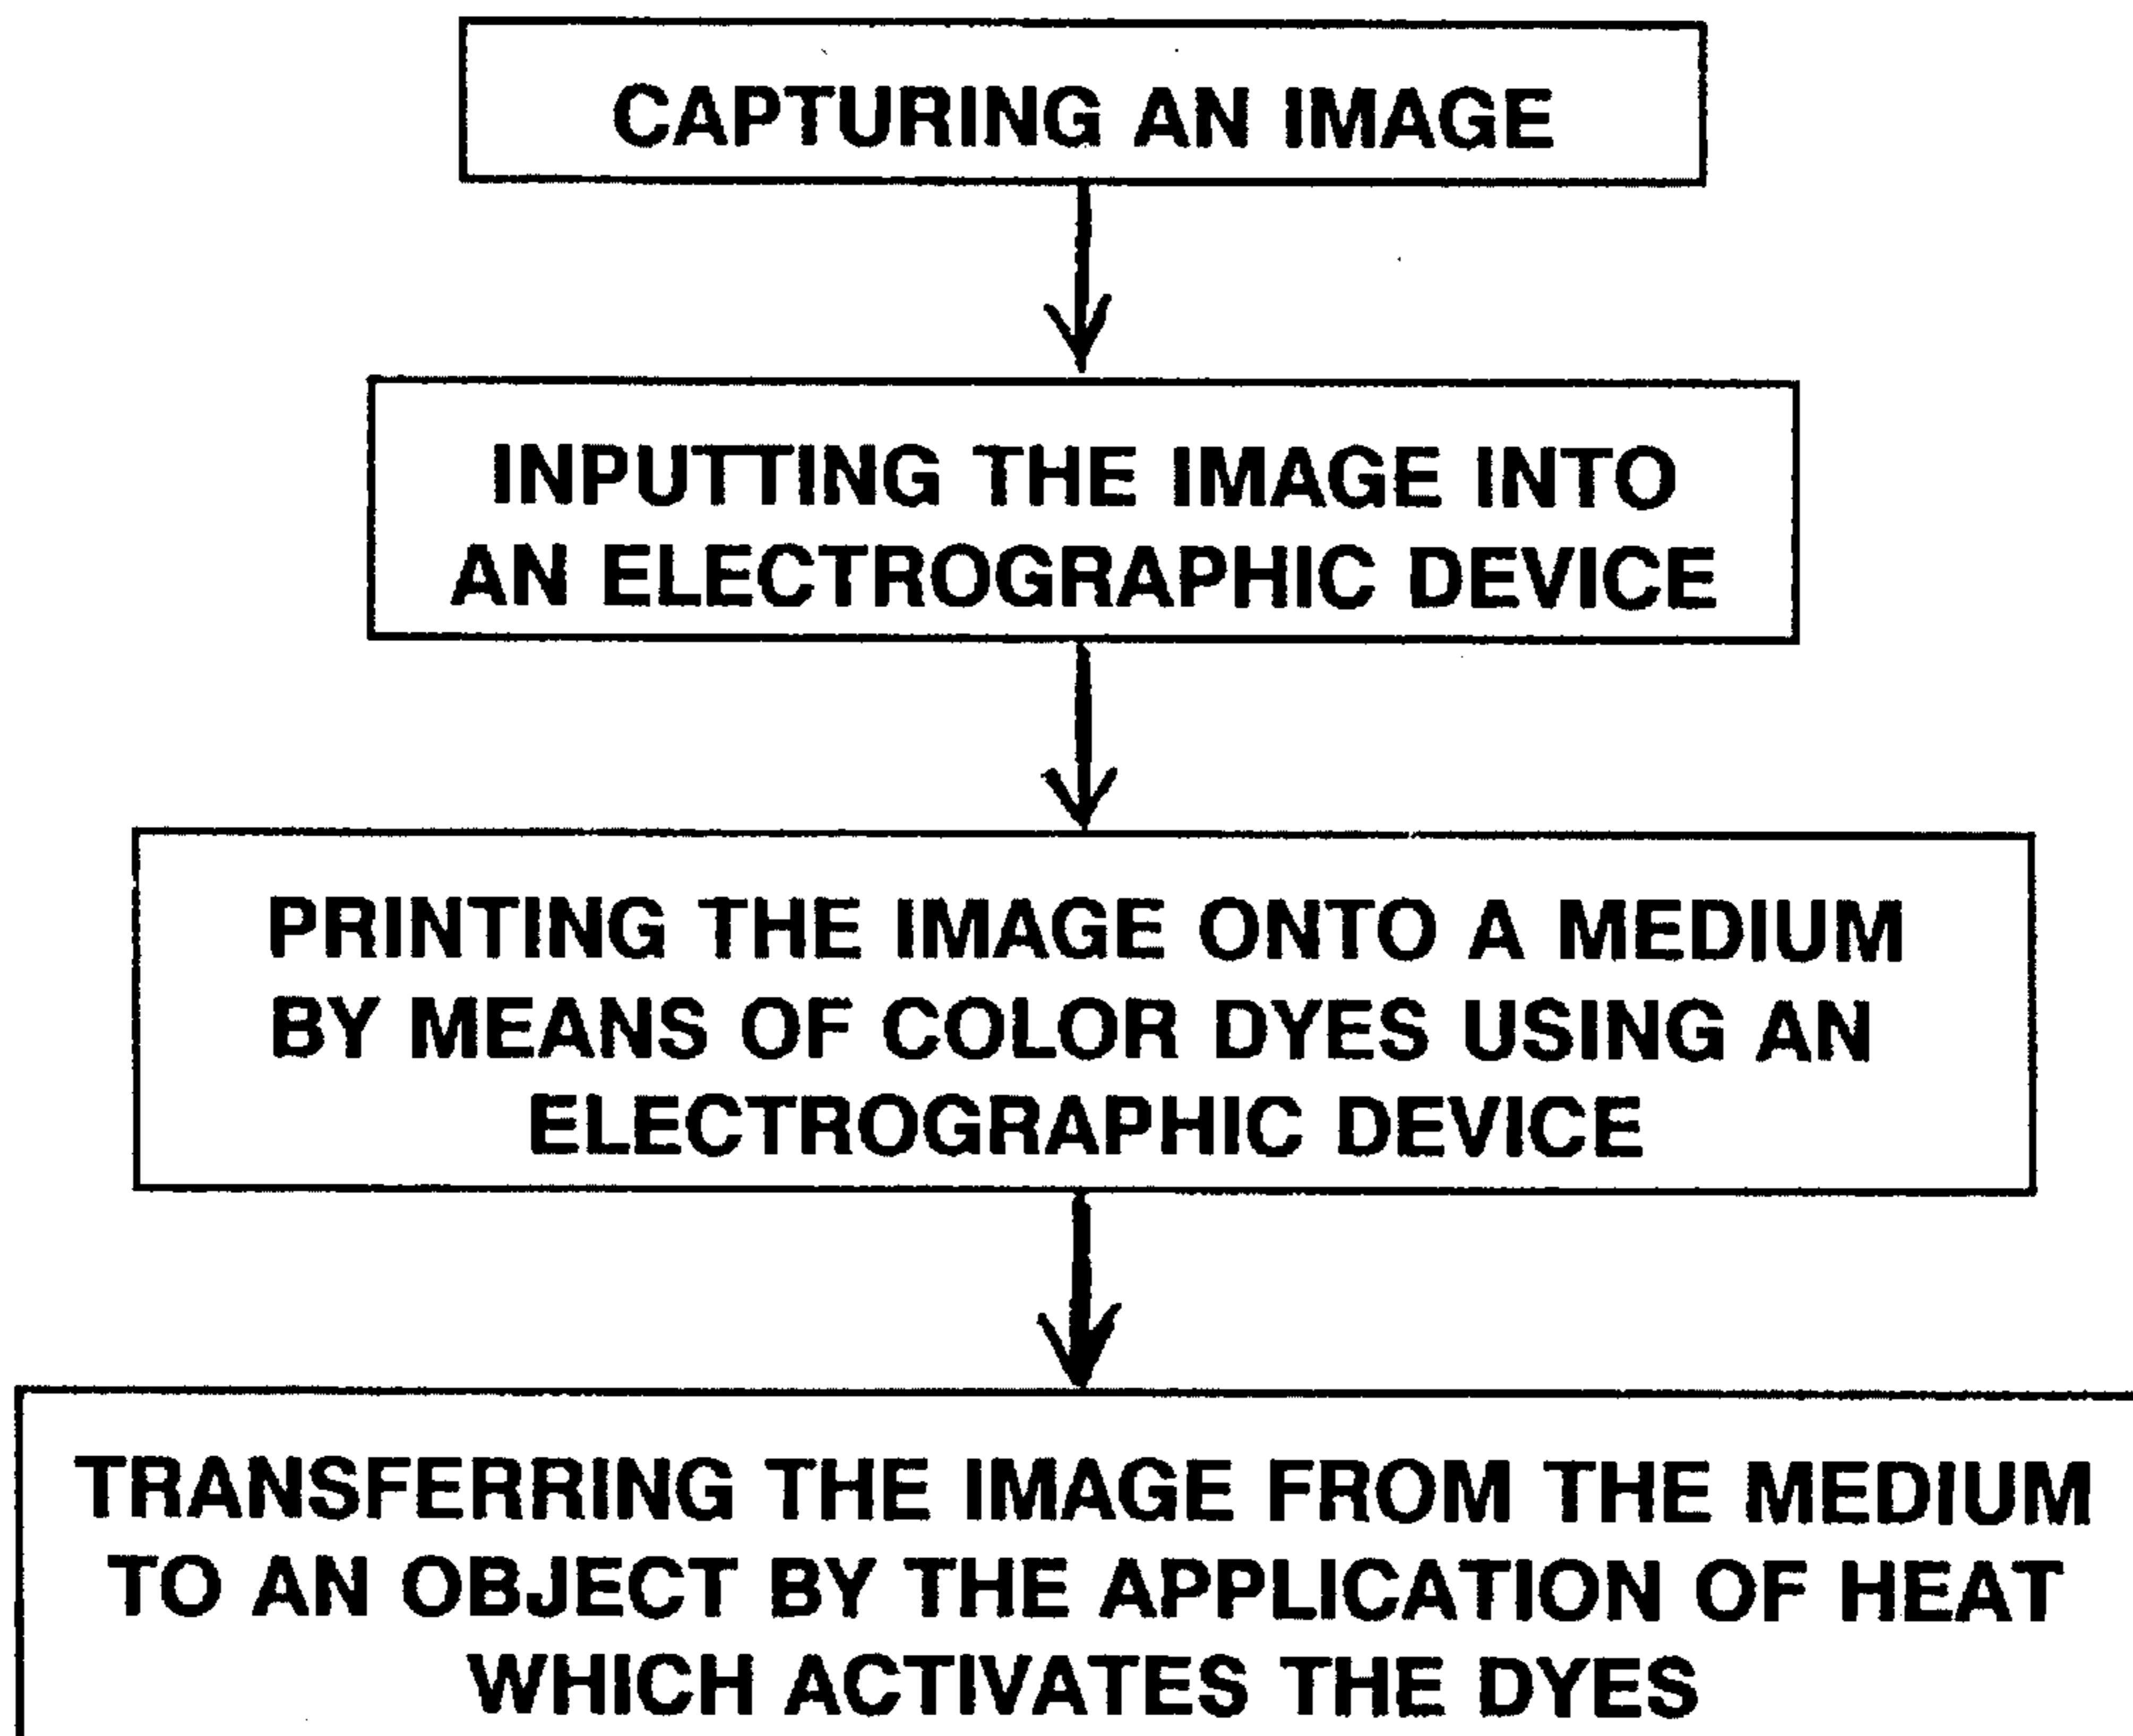 CAPTURING AN IMAGE
INPUTTING THE IMAGE INTO
AN ELECTROGRAPHIC DEVICE
PRINTING THE IMAGE ONTO A MEDIUM
BY MEANS OF COLOR DYES USING AN
ELECTROGRAPHIC DEVICE
TRANSFERRING THE IMAGE FROM THE MEDIUM
TO AN OBJECT BY THE APPLICATION OF HEAT
WHICH ACTIVATES THE DYES